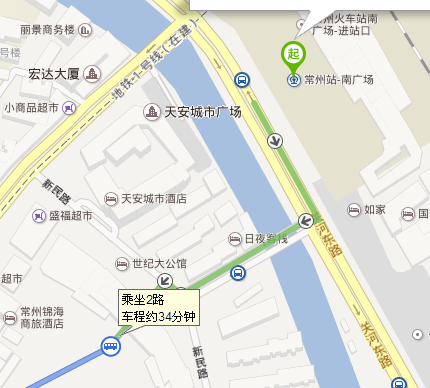 丽景商务楼
州火车站南
广场-进站口
起
常州站-南广场
号
宏达大厦
地铁-1-号线-(-在建-)
小商品超市
天安城市广场
新民路
天安城市酒店
盛福超市
如家
国
天河东路
日夜客栈
世纪大公馆
超市
乘坐2路
车程约34分钟
常州锦海
商旅酒店
新民路
关河东路